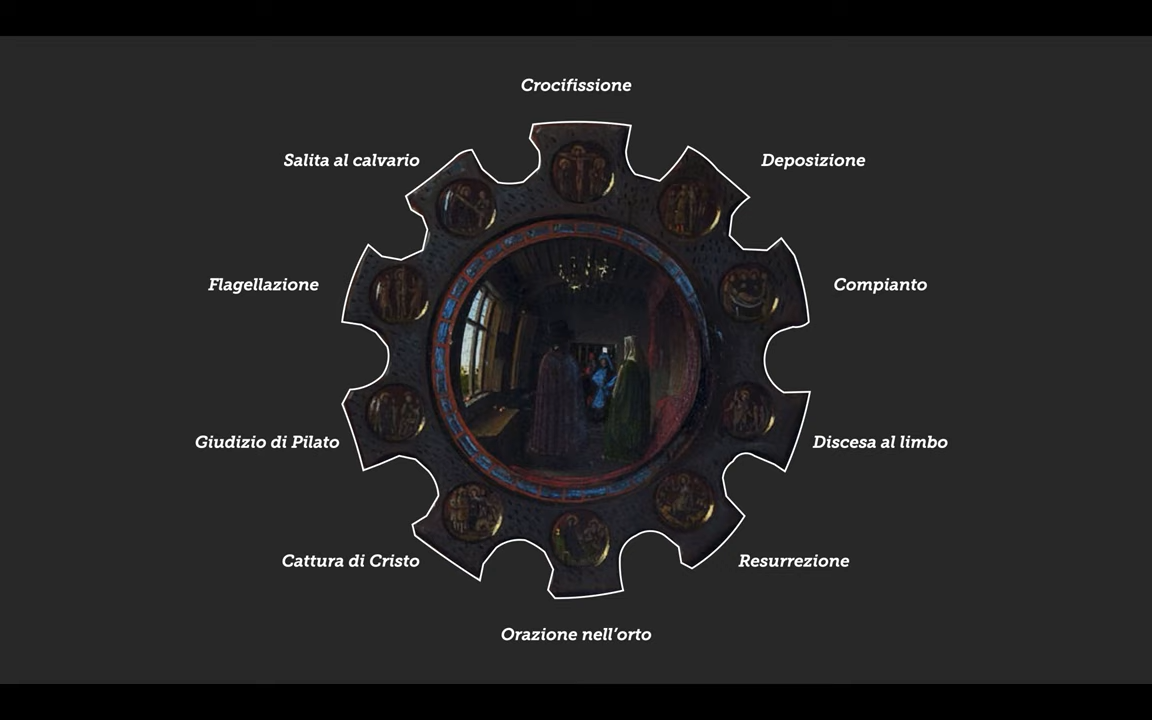 Crocifissione
Salita al calvario
Deposizione
Flagellazione
Compianto
Giudizio di Pilato
Discesa al limbo
Cattura di Cristo
Resurrezione
Orazione nell’orto